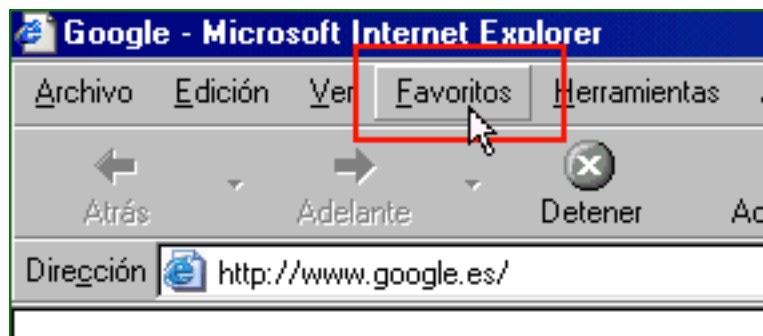 Google - Microsoft Internet Explorer
Archivo Edición Ver Favoritos Herramientas
Atrás Adelante Detener
Dirección http://www.google.es/